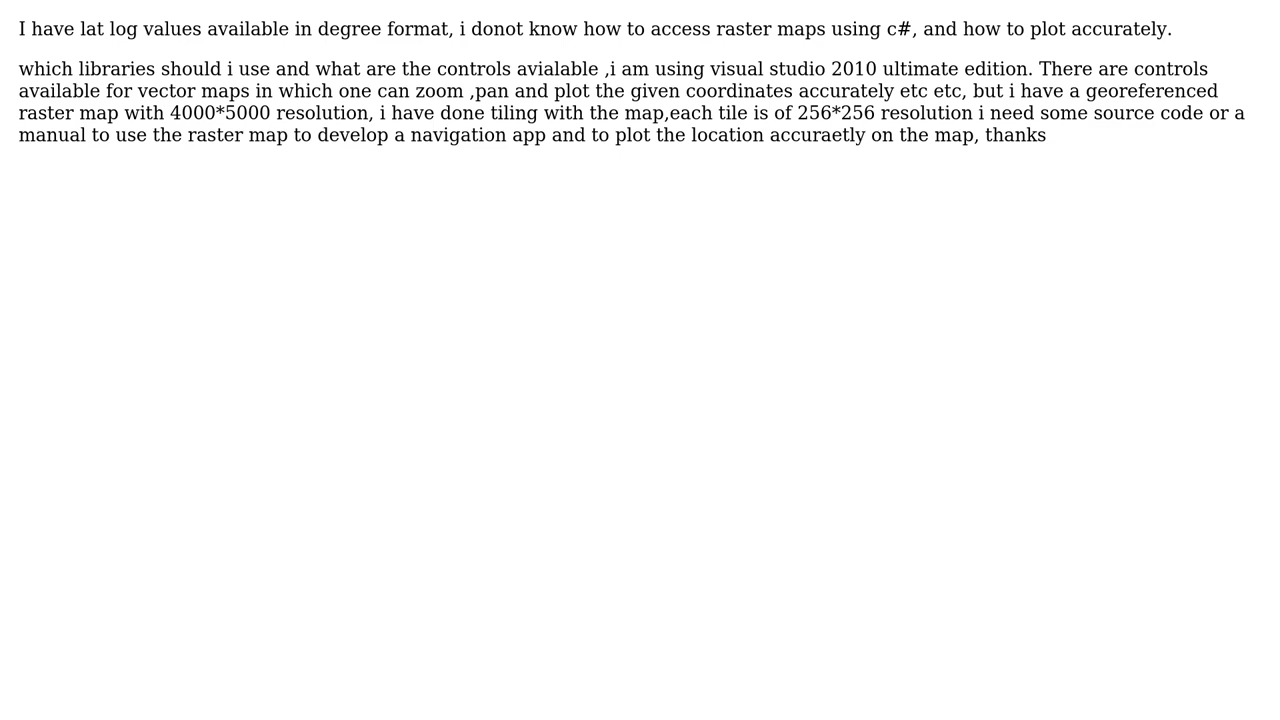 I have lat log values available in degree format, i donot know how to access raster maps using c#, and how to plot accurately.
which libraries should i use and what are the controls avialable ,i am using visual studio 2010 ultimate edition. There are controls
available for vector maps in which one can zoom ,pan and plot the given coordinates accurately etc etc, but i have a georeferenced
raster map with 4000*5000 resolution, i have done tiling with the map,each tile is of 256*256 resolution i need some source code or a
manual to use the raster map to develop a navigation app and to plot the location accuraetly on the map, thanks